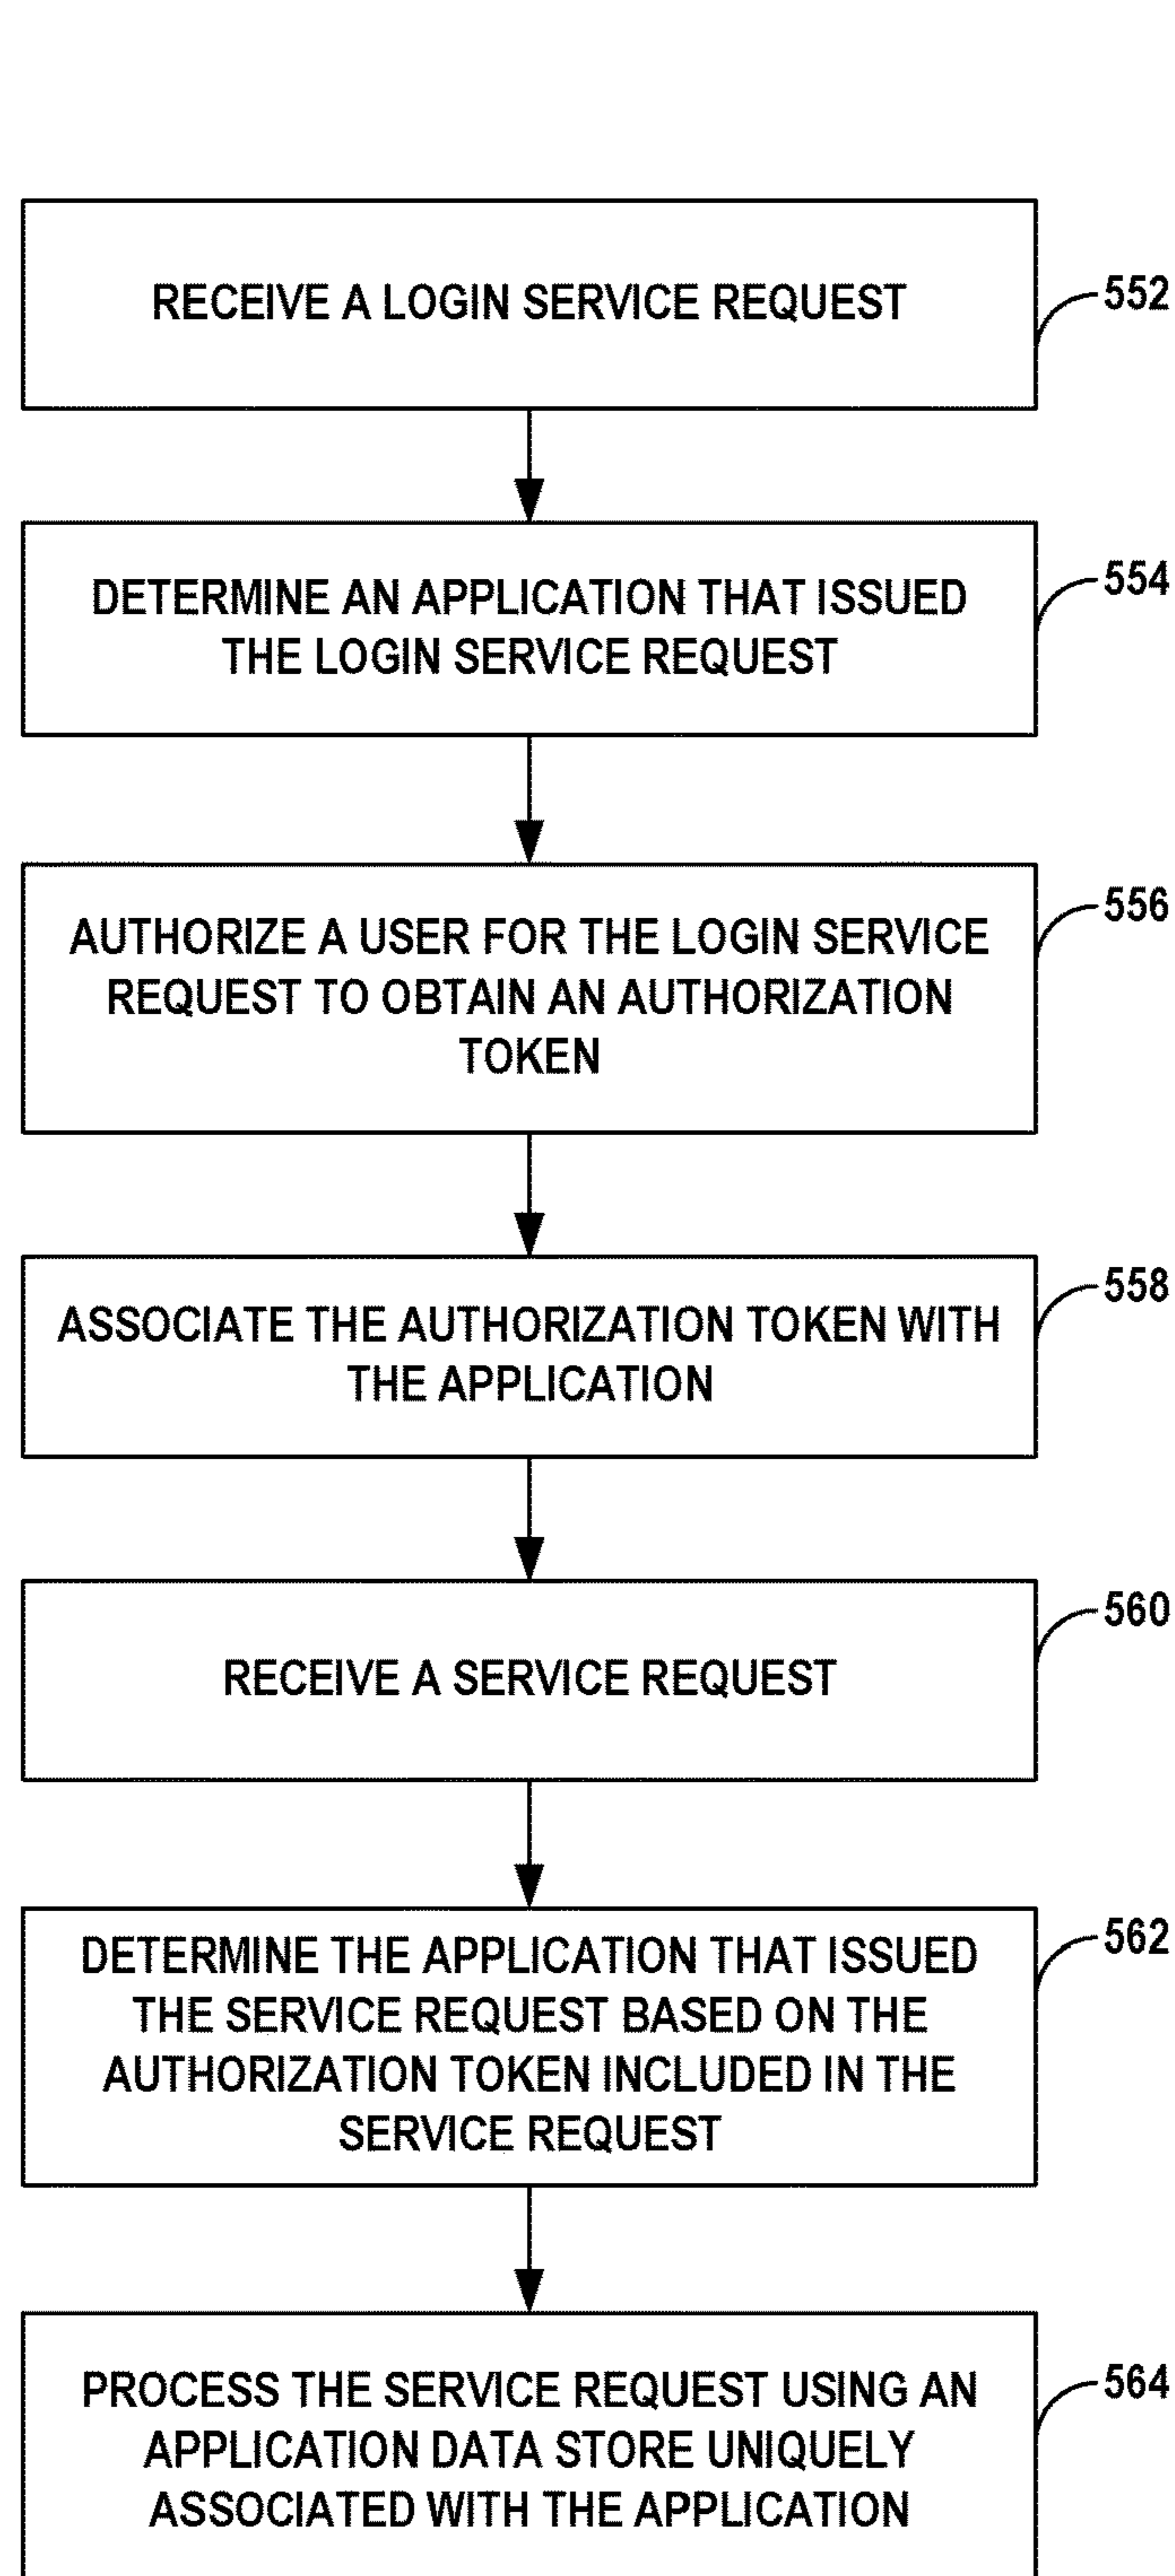 RECEIVE A LOGIN SERVICE REQUEST
552
DETERMINE AN APPLICATION THAT ISSUED
THE LOGIN SERVICE REQUEST
554
AUTHORIZE A USER FOR THE LOGIN SERVICE
REQUEST TO OBTAIN AN AUTHORIZATION
TOKEN
556
ASSOCIATE THE AUTHORIZATION TOKEN WITH
THE APPLICATION
558
RECEIVE A SERVICE REQUEST
560
DETERMINE THE APPLICATION THAT ISSUED
THE SERVICE REQUEST BASED ON THE
AUTHORIZATION TOKEN INCLUDED IN THE
SERVICE REQUEST
562
PROCESS THE SERVICE REQUEST USING AN
APPLICATION DATA STORE UNIQUELY
ASSOCIATED WITH THE APPLICATION
564